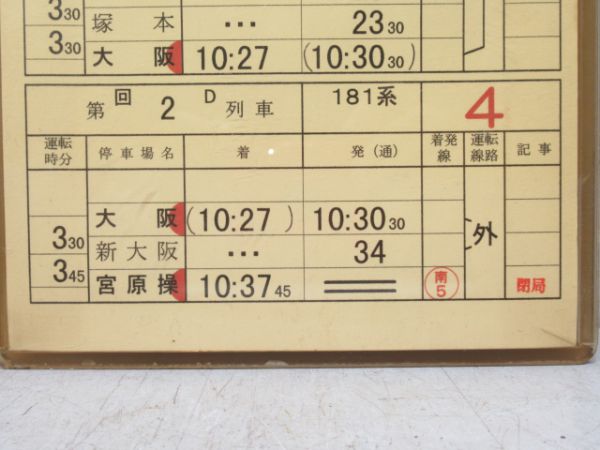 3 30
塚本 … 23 30
3 30
大阪 10:27 (10:30 30)
第 回 2 D 列車 181系 4
運転時分 停車場名 着 発(通) 着発線 運転線路 記事
大阪 (10:27 ) 10:30 30 外
3 30
新大阪 … 34
3 45
宮原操 10:37 45 南5 閉局